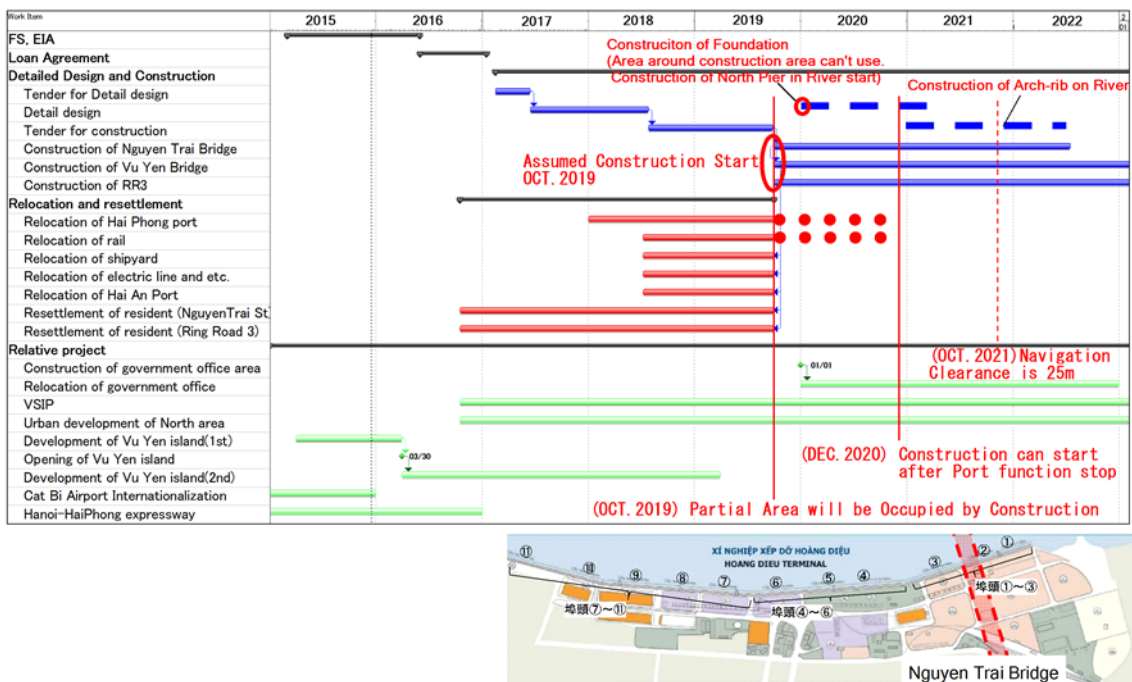 Work Item
2015
2016
2017
2018
2019
2020
2021
2022
2
01
FS, EIA
Loan Agreement
Detailed Design and Construction
Tender for Detail design
Detail design
Tender for construction
Construction of Nguyen Trai Bridge
Construction of Vu Yen Bridge
Construction of RR3
Relocation and resettlement
Relocation of Hai Phong port
Relocation of rail
Relocation of shipyard
Relocation of electric line and etc.
Relocation of Hai An Port
Resettlement of resident (NguyenTrai St
Resettlement of resident (Ring Road 3)
Relative project
Construction of government office area
Relocation of government office
VSIP
Urban development of North area
Development of Vu Yen island(1st)
Opening of Vu Yen island
Development of Vu Yen island(2nd)
Cat Bi Airport Internationalization
Hanoi-HaiPhong expressway
Construciton of Foundation
(Area around construction area can't use.
Construction of North Pier in River start)
Construction of Arch-rib on River
Assumed Construction Start
OCT.2019
01/01
03/30
(OCT.2021)Navigation
Clearance is 25m
(DEC.2020) Construction can start
after Port function stop
(OCT.2019) Partial Area will be Occupied by Construction
XÍ NGHIỆP XẾP DỠ HOÀNG DIỆU
HOANG DIEU TERMINAL
⑪
⑩
⑨
⑧
⑦
⑥
⑤
④
③
②
①
埠頭⑦～⑪
埠頭④～⑥
埠頭①～③
Nguyen Trai Bridge